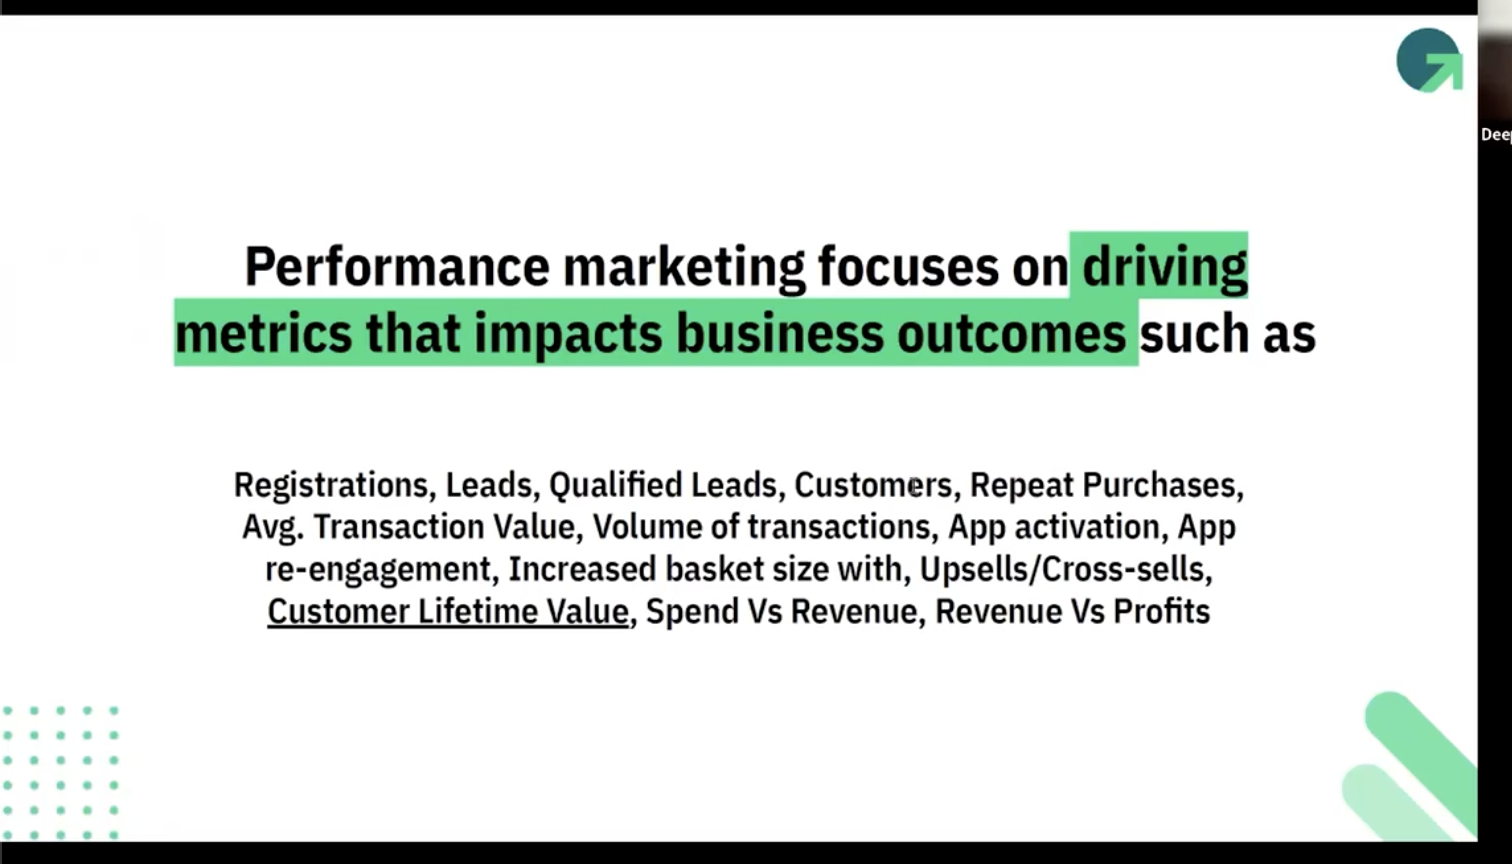 Performance marketing focuses on driving
metrics that impacts business outcomes such as
Registrations, Leads, Qualified Leads, Customers, Repeat Purchases,
Avg. Transaction Value, Volume of transactions, App activation, App
re-engagement, Increased basket size with, Upsells/Cross-sells,
Customer Lifetime Value, Spend Vs Revenue, Revenue Vs Profits